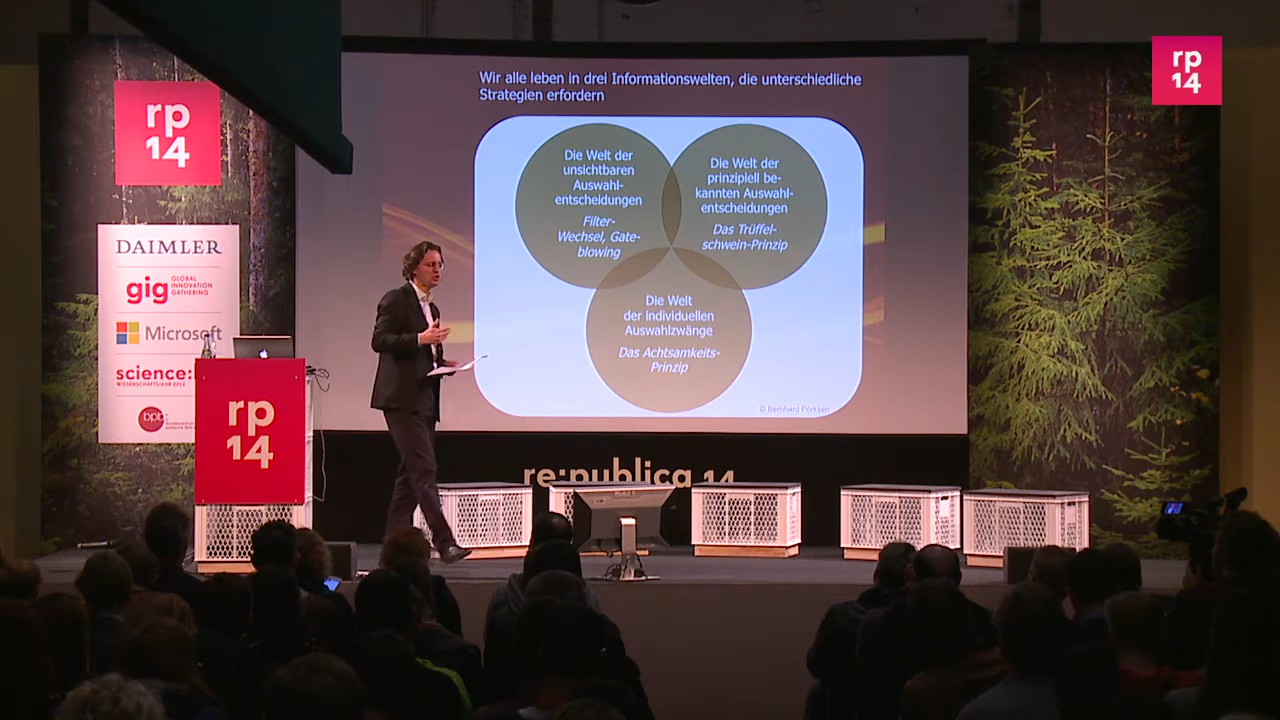 rp
14
rp
14
DAIMLER
gig GLOBAL
INNOVATION
GATHERING
Microsoft
science:
WISSENSCHAFTSJAHR 2014
bpb:
rp
14
Wir alle leben in drei Informationswelten, die unterschiedliche
Strategien erfordern
Die Welt der
unsichtbaren
Auswahl-
entscheidungen
Filter-
Wechsel, Gate-
blowing
Die Welt der
prinzipiell be-
kannten Auswahl-
entscheidungen
Das Trüffel-
schwein-Prinzip
Die Welt
der individuellen
Auswahlzwänge
Das Achtsamkeits-
Prinzip
© Bernhard Pörksen
re:publica 14